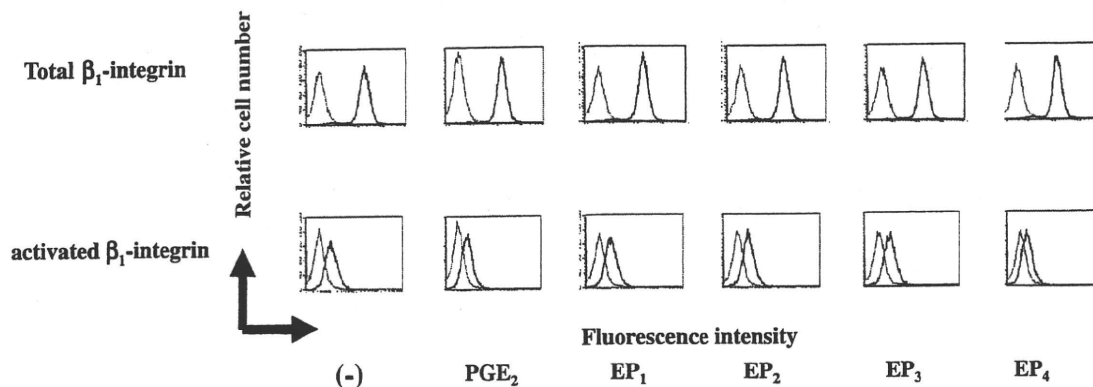 Total β₁-integrin
Relative cell number
activated β₁-integrin
Fluorescence intensity
(-)
PGE₂
EP₁
EP₂
EP₃
EP₄